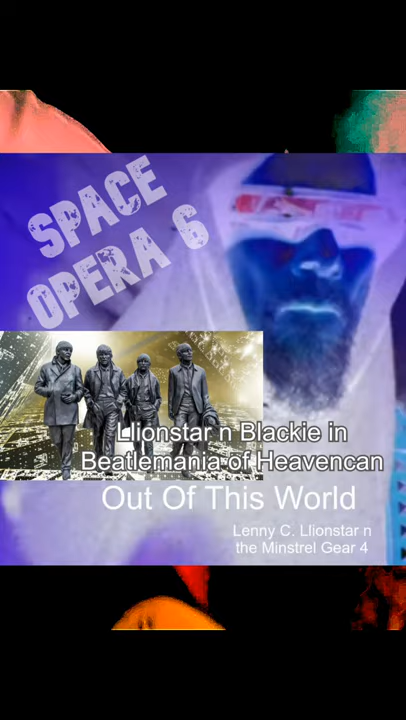 SPACE
OPERA 6
Llionstar n Blackie in
Beatlemania of Heavencan
Out Of This World
Lenny C. Llionstar n
the Minstrel Gear 4